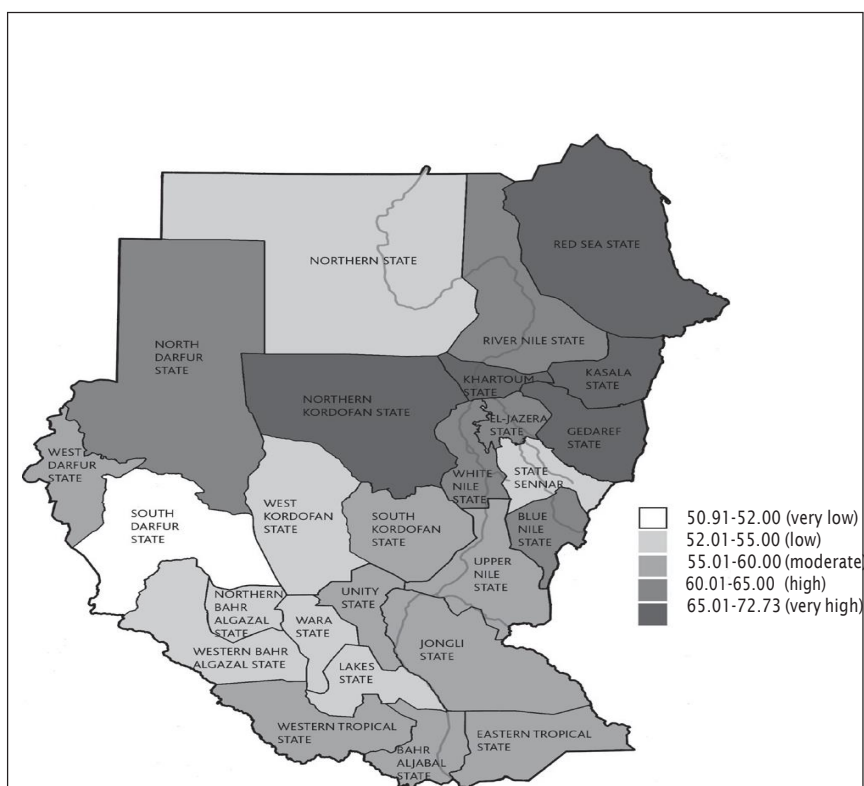 RED SEA STATE
NORTHERN STATE
RIVER NILE STATE
NORTH
DARFUR
STATE
KHARTOUM
STATE
KASALA
STATE
NORTHERN
KORDOFAN STATE
EL-JAZERA
STATE
GEDAREF
STATE
WEST
DARFUR
STATE
WHITE
NILE
STATE
STATE
SENNAR
SOUTH
DARFUR
STATE
WEST
KORDOFAN
STATE
SOUTH
KORDOFAN
STATE
BLUE
NILE
STATE
UPPER
NILE
STATE
NORTHERN
BAHR
ALGAZAL
STATE
UNITY
STATE
WARA
STATE
JONGLI
STATE
WESTERN BAHR
ALGAZAL STATE
LAKES
STATE
WESTERN TROPICAL
STATE
BAHR
ALJABAL
STATE
EASTERN TROPICAL
STATE
50.91-52.00 (very low)
52.01-55.00 (low)
55.01-60.00 (moderate)
60.01-65.00 (high)
65.01-72.73 (very high)